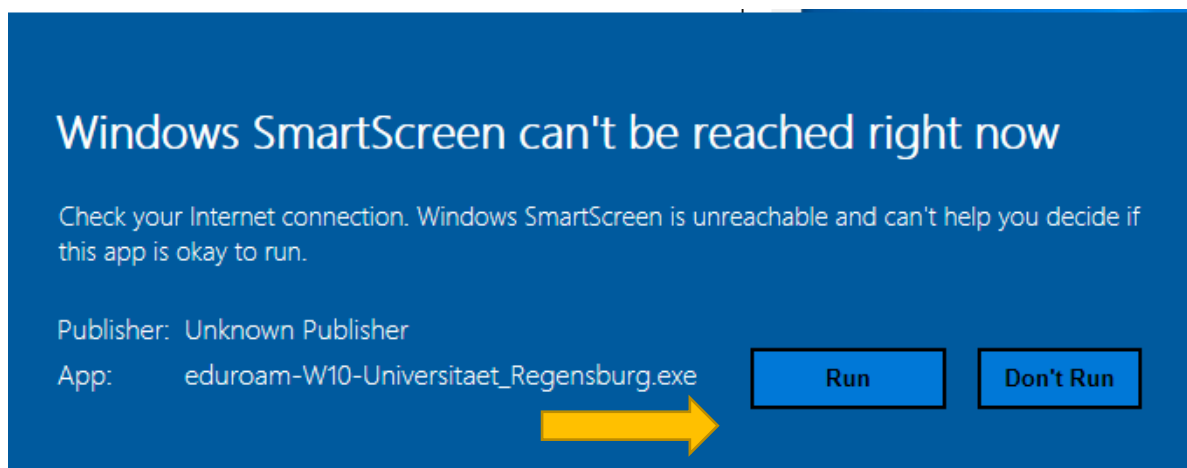 Windows SmartScreen can't be reached right now
Check your Internet connection. Windows SmartScreen is unreachable and can't help you decide if
this app is okay to run.
Publisher: Unknown Publisher
App: eduroam-W10-Universitaet_Regensburg.exe
Run Don't Run